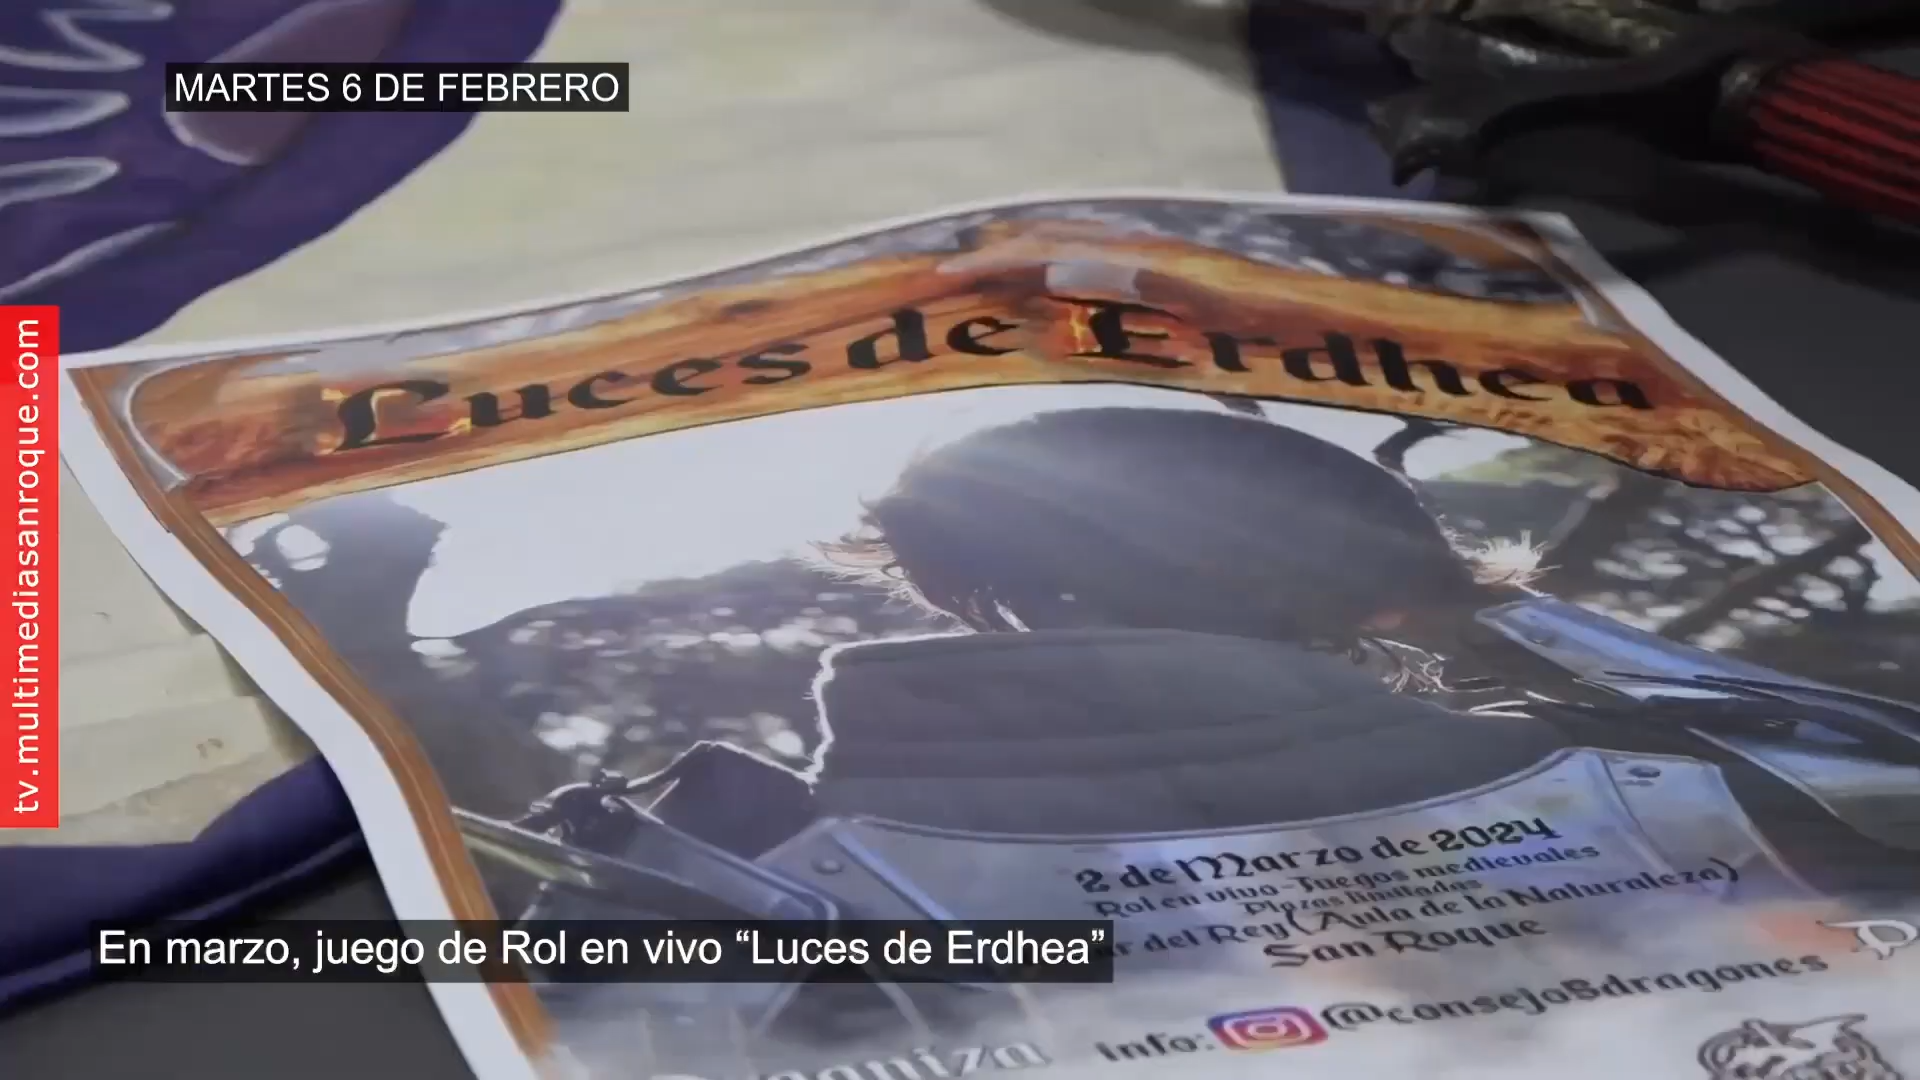 MARTES 6 DE FEBRERO
tv.multimediasanroque.com
Luces de Erdhea
2 de Marzo de 2024
Rol en vivo-Juegos medievales
Plazas limitadas
del Rey (Aula de la Naturaleza)
San Roque
Info: @consejo5dragones
En marzo, juego de Rol en vivo “Luces de Erdhea”